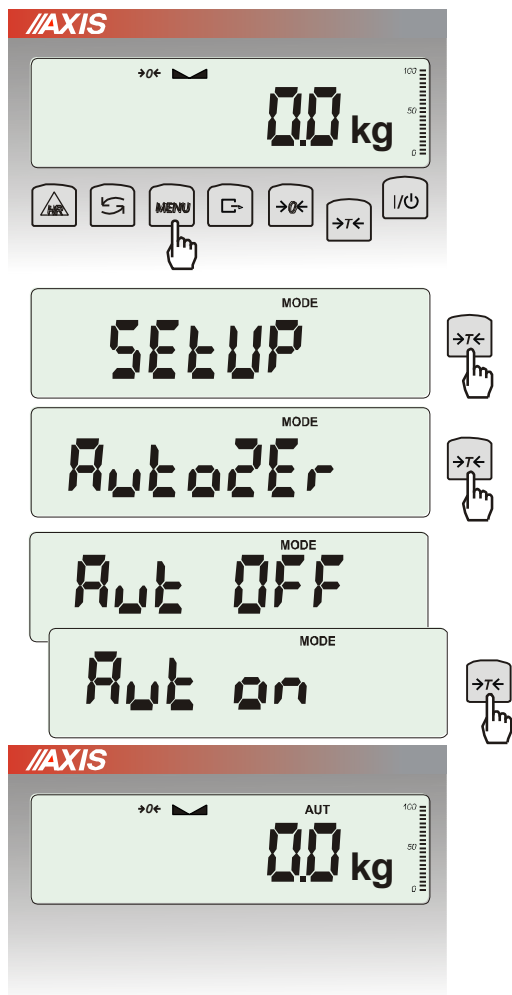 //AXIS
→0← 100
50
0.0 kg
0
HR MENU →0← →T← I/⏻
MODE
SEtUP
→T←
MODE
AutoZEr
→T←
MODE
Aut OFF
MODE
Aut on
→T←
//AXIS
→0← AUT 100
50
0.0 kg
0